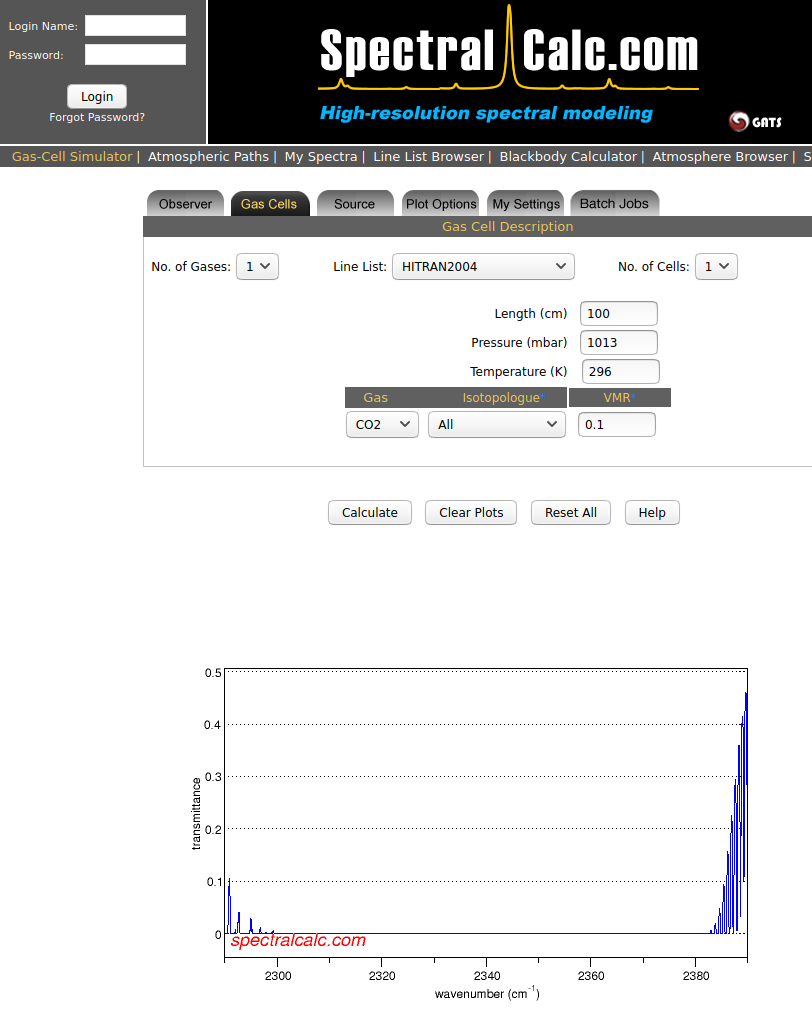 Login Name:
Password:
Login
Forgot Password?
Spectral Calc.com
High-resolution spectral modeling
GATS
Gas-Cell Simulator | Atmospheric Paths | My Spectra | Line List Browser | Blackbody Calculator | Atmosphere Browser | S
Observer Gas Cells Source Plot Options My Settings Batch Jobs
Gas Cell Description
No. of Gases: 1 Line List: HITRAN2004 No. of Cells: 1
Length (cm) 100
Pressure (mbar) 1013
Temperature (K) 296
Gas Isotopologue* VMR*
CO2 All 0.1
Calculate Clear Plots Reset All Help
0.5
0.4
0.3
0.2
0.1
0
transmittance
spectralcalc.com
2300 2320 2340 2360 2380
wavenumber (cm⁻¹)